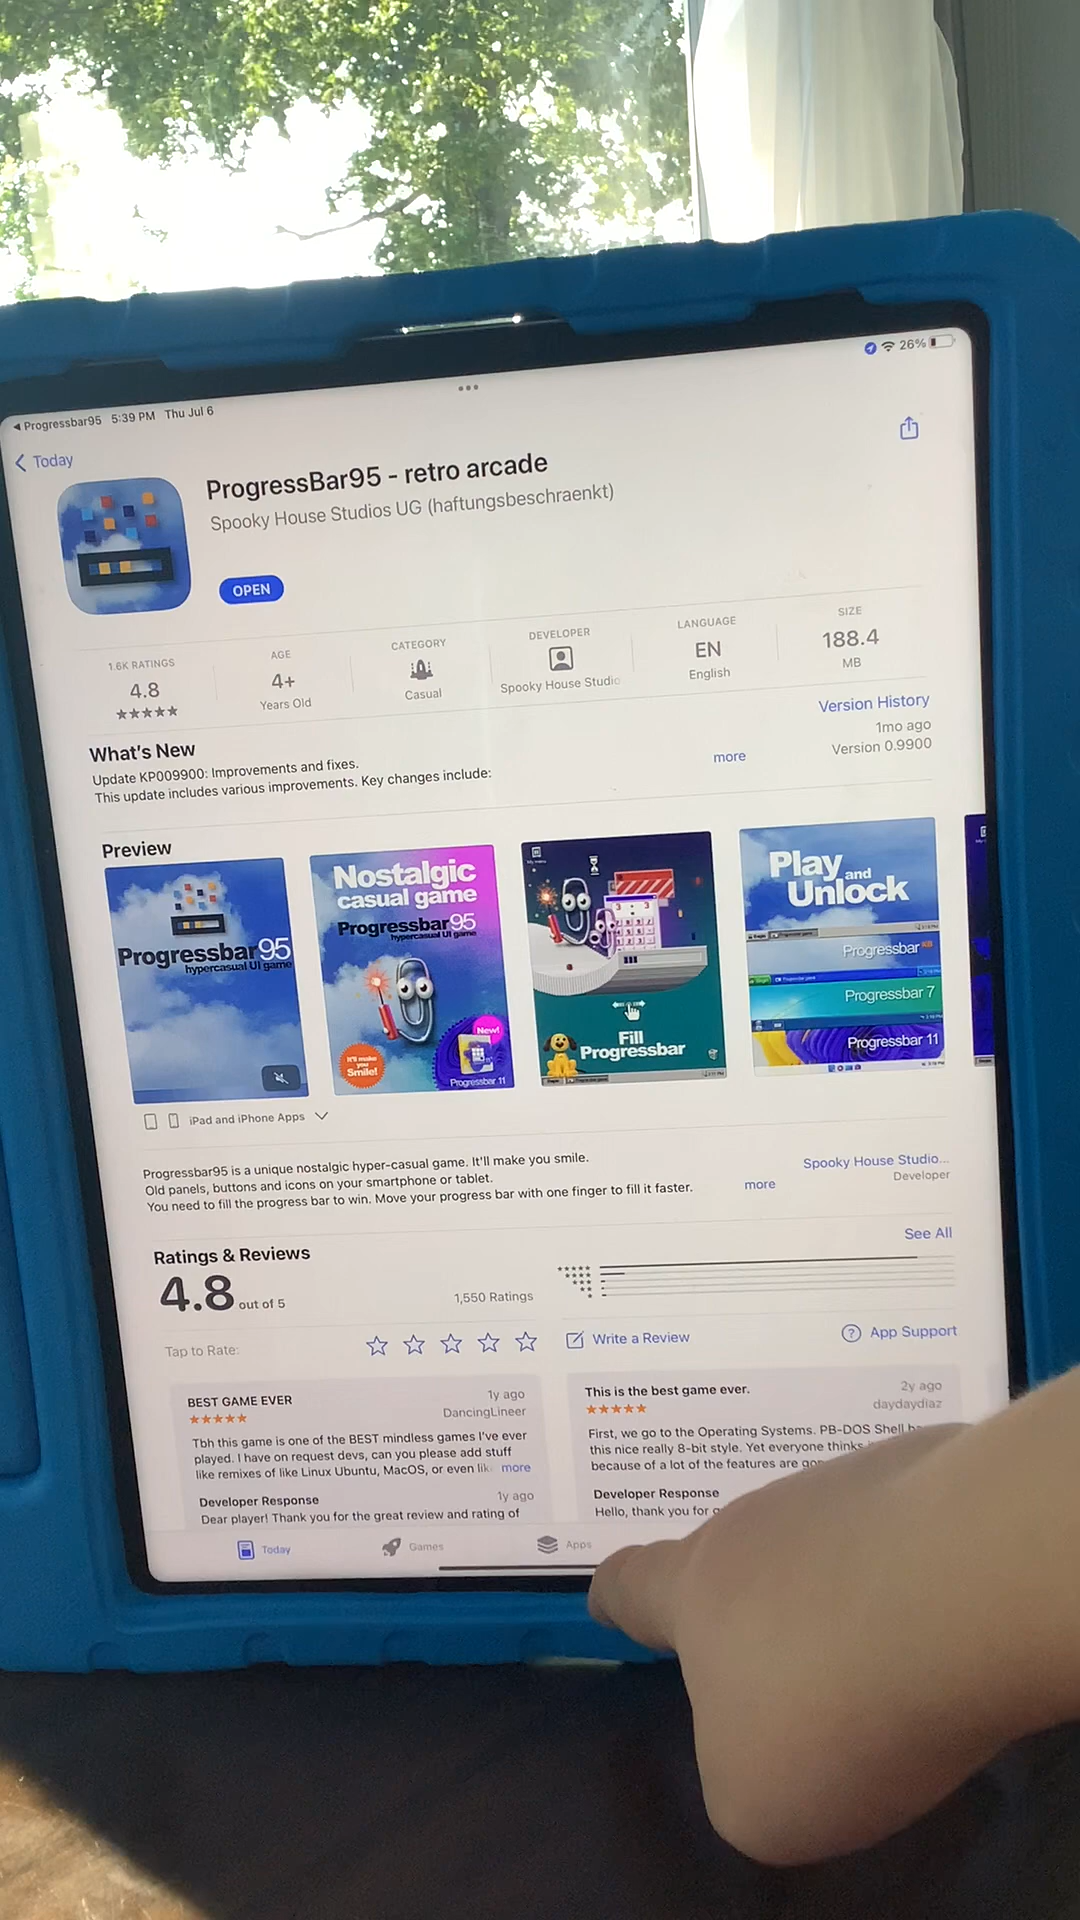 ◀ Progressbar95 5:39 PM Thu Jul 6
26%
Today
ProgressBar95 - retro arcade
Spooky House Studios UG (haftungsbeschraenkt)
OPEN
1.6K RATINGS
4.8
★★★★★
AGE
4+
Years Old
CATEGORY
Casual
DEVELOPER
Spooky House Studio
LANGUAGE
EN
English
SIZE
188.4
MB
What's New
Version History
Update KP009900: Improvements and fixes.
This update includes various improvements. Key changes include:
more
1mo ago
Version 0.9900
Preview
Progressbar95
hypercasual UI game
Nostalgic
casual game
Progressbar95
hypercasual UI game
It'll make
you
Smile!
New!
Progressbar 11
Fill
Progressbar
Play and
Unlock
Progressbar
Progressbar 7
Progressbar 11
iPad and iPhone Apps
Progressbar95 is a unique nostalgic hyper-casual game. It'll make you smile.
Old panels, buttons and icons on your smartphone or tablet.
You need to fill the progress bar to win. Move your progress bar with one finger to fill it faster.
more
Spooky House Studio...
Developer
Ratings & Reviews
See All
4.8 out of 5
1,550 Ratings
Tap to Rate:
Write a Review
App Support
BEST GAME EVER
1y ago
★★★★★
DancingLineer
Tbh this game is one of the BEST mindless games I've ever
played. I have on request devs, can you please add stuff
like remixes of like Linux Ubuntu, MacOS, or even lik
more
Developer Response
1y ago
Dear player! Thank you for the great review and rating of
This is the best game ever.
2y ago
★★★★★
daydaydiaz
First, we go to the Operating Systems. PB-DOS Shell
this nice really 8-bit style. Yet everyone thinks
because of a lot of the features are
Developer Response
Hello, thank you for
Today
Games
Apps